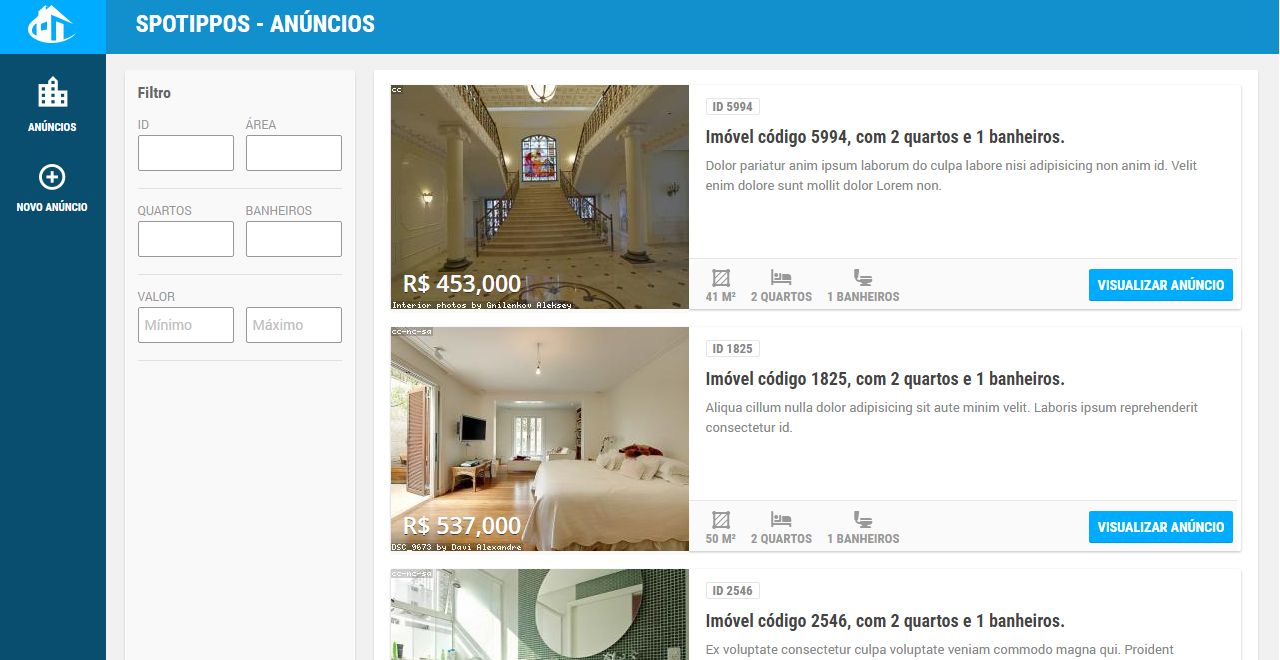 SPOTIPPOS - ANÚNCIOS
ANÚNCIOS
NOVO ANÚNCIO
Filtro
ID ÁREA
QUARTOS BANHEIROS
VALOR
Mínimo Máximo
cc
R$ 453,000
Interior photos by Gnilenkov Aleksey
ID 5994
Imóvel código 5994, com 2 quartos e 1 banheiros.
Dolor pariatur anim ipsum laborum do culpa labore nisi adipisicing non anim id. Velit
enim dolore sunt mollit dolor Lorem non.
41 M² 2 QUARTOS 1 BANHEIROS
VISUALIZAR ANÚNCIO
cc-nc-sa
R$ 537,000
DSC_9673 by Davi Alexandre
ID 1825
Imóvel código 1825, com 2 quartos e 1 banheiros.
Aliqua cillum nulla dolor adipisicing sit aute minim velit. Laboris ipsum reprehenderit
consectetur id.
50 M² 2 QUARTOS 1 BANHEIROS
VISUALIZAR ANÚNCIO
cc-nc-sa
ID 2546
Imóvel código 2546, com 2 quartos e 1 banheiros.
Ex voluptate consectetur culpa voluptate veniam commodo magna qui. Proident